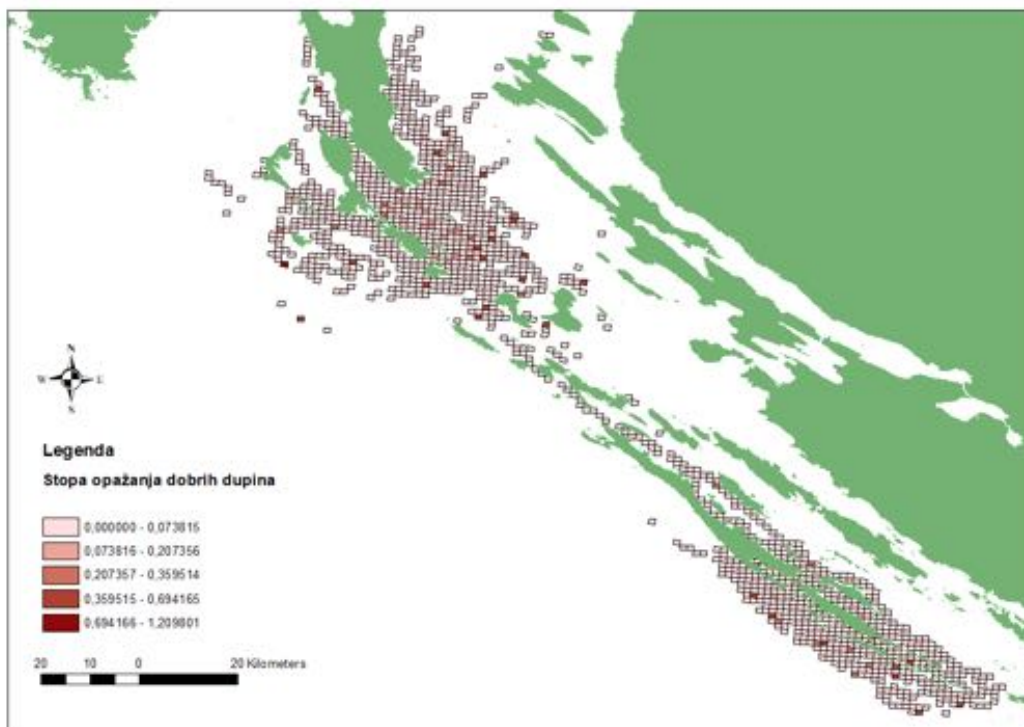 N
W E
S
Legenda
Stopa opažanja dobrih dupina
0,000000 - 0,073815
0,073816 - 0,207356
0,207357 - 0,359514
0,359515 - 0,694165
0,694166 - 1,209801
20 10 0 20 Kilometers